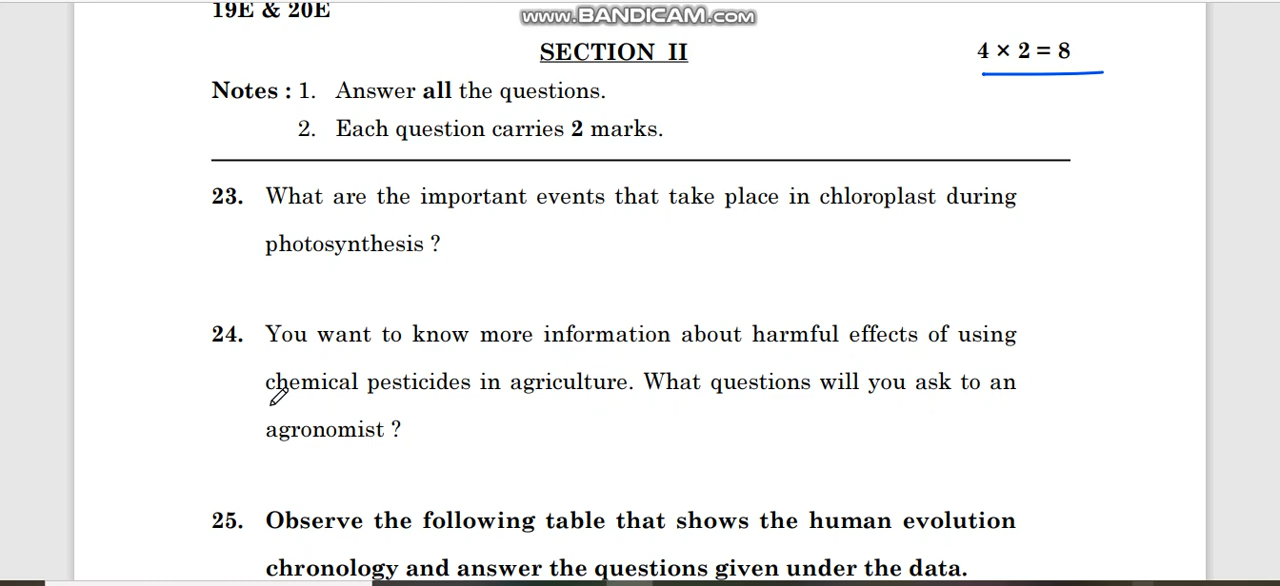 19E & 20E
www.BANDICAM.com
SECTION II
4 × 2 = 8
Notes : 1. Answer all the questions.
2. Each question carries 2 marks.
23. What are the important events that take place in chloroplast during
photosynthesis ?
24. You want to know more information about harmful effects of using
chemical pesticides in agriculture. What questions will you ask to an
agronomist ?
25. Observe the following table that shows the human evolution
chronology and answer the questions given under the data.